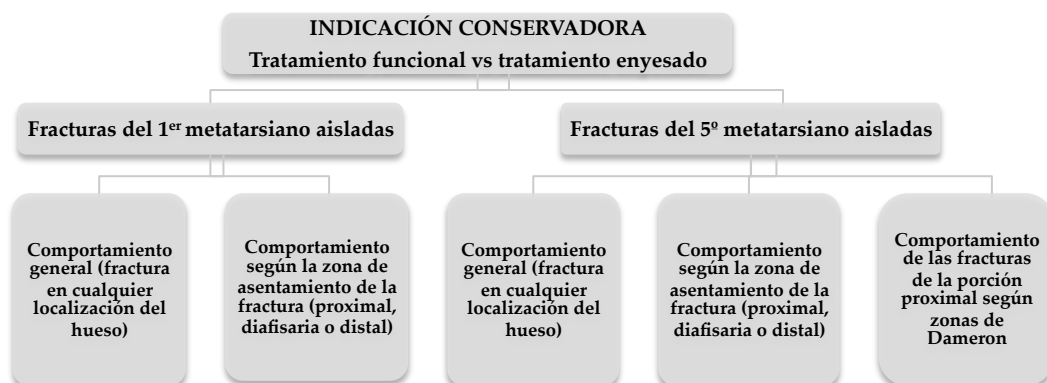 INDICACIÓN CONSERVADORA
Tratamiento funcional vs tratamiento enyesado
Fracturas del 1er metatarsiano aisladas
Fracturas del 5º metatarsiano aisladas
Comportamiento
general (fractura
en cualquier
localización del
hueso)
Comportamiento
según la zona de
asentamiento de la
fractura (proximal,
diafisaria o distal)
Comportamiento
general (fractura
en cualquier
localización del
hueso)
Comportamiento
según la zona de
asentamiento de la
fractura (proximal,
diafisaria o distal)
Comportamiento
de las fracturas
de la porción
proximal según
zonas de
Dameron